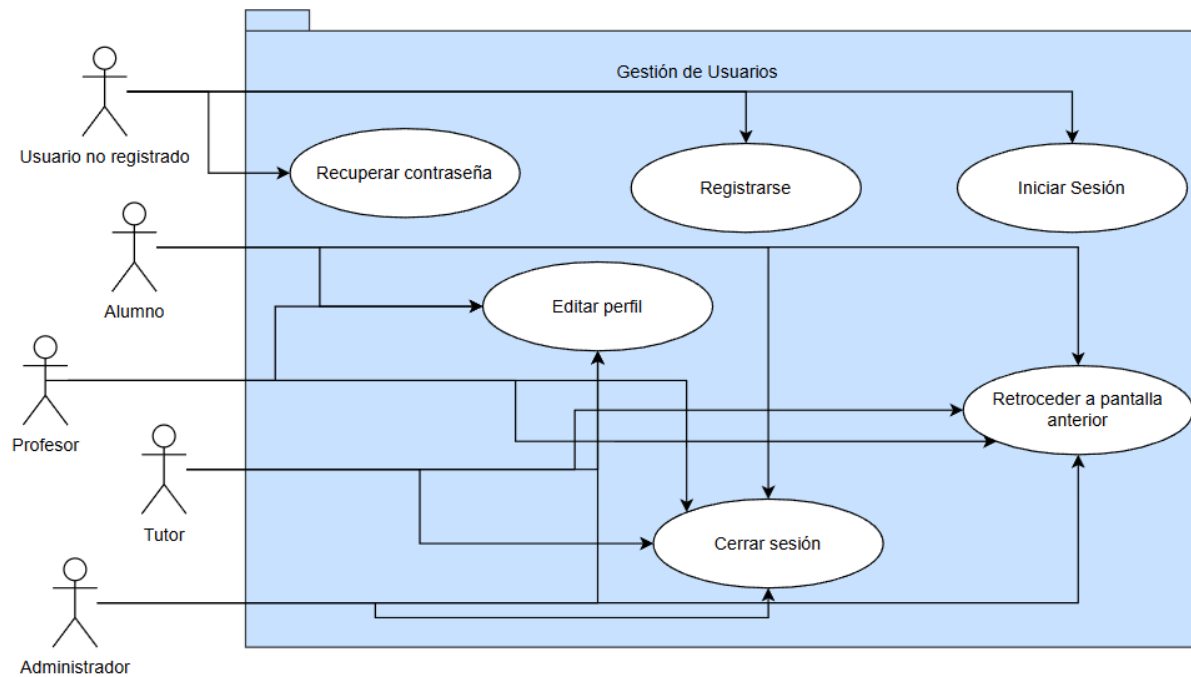 Gestión de Usuarios
Usuario no registrado
Recuperar contraseña
Registrarse
Iniciar Sesión
Alumno
Editar perfil
Profesor
Retroceder a pantalla
anterior
Tutor
Cerrar sesión
Administrador